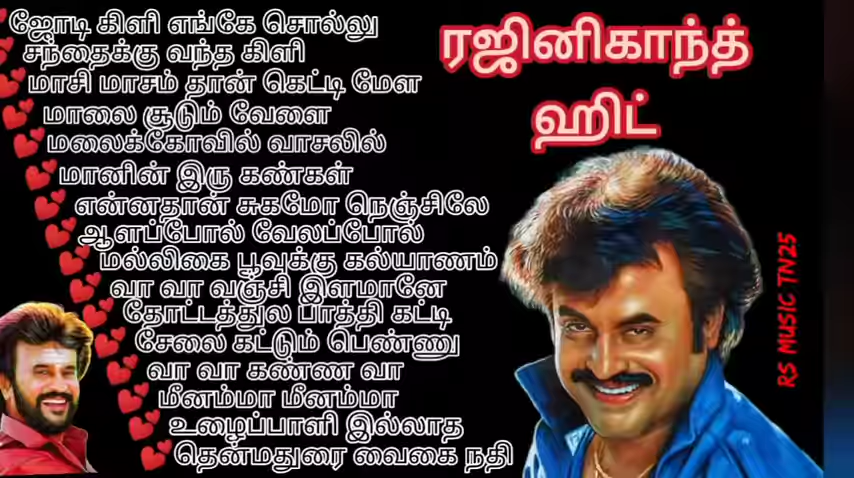 ஜோடி கிளி எங்கே சொல்லு
சந்தைக்கு வந்த கிளி
மாசி மாசம் தான் கெட்டி மேள
மாலை சூடும் வேளை
மலைக்கோவில் வாசலில்
மானின் இரு கண்கள்
என்னதான் சுகமோ நெஞ்சிலே
ஆளப்போல் வேலப்போல்
மல்லிகை பூவுக்கு கல்யாணம்
வா வா வஞ்சி இளமானே
தோட்டத்துல பாத்தி கட்டி
சேலை கட்டும் பெண்ணு
வா வா கண்ண வா
மீனம்மா மீனம்மா
உழைப்பாளி இல்லாத
தென்மதுரை வைகை நதி
ரஜினிகாந்த்
ஹிட்
RS MUSIC TN25